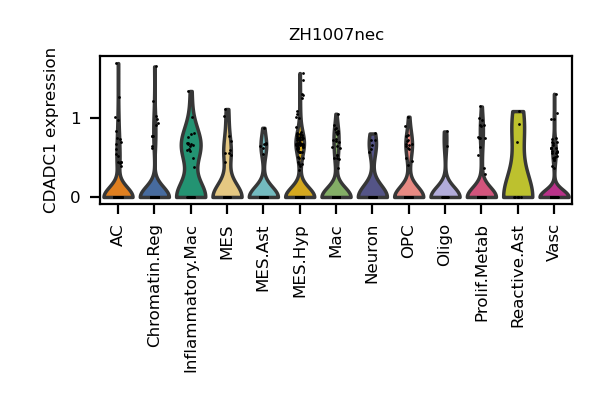 ZH1007nec
CDADC1 expression
1
0
AC
Chromatin.Reg
Inflammatory.Mac
MES
MES.Ast
MES.Hyp
Mac
Neuron
OPC
Oligo
Prolif.Metab
Reactive.Ast
Vasc